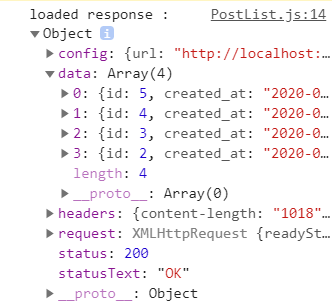 loaded response : PostList.js:14
▼Object i
▶config: {url: "http://localhost:…
▼data: Array(4)
▶0: {id: 5, created_at: "2020-0…
▶1: {id: 4, created_at: "2020-0…
▶2: {id: 3, created_at: "2020-0…
▶3: {id: 2, created_at: "2020-0…
length: 4
▶__proto__: Array(0)
▶headers: {content-length: "1018"…
▶request: XMLHttpRequest {readySt…
status: 200
statusText: "OK"
▶__proto__: Object